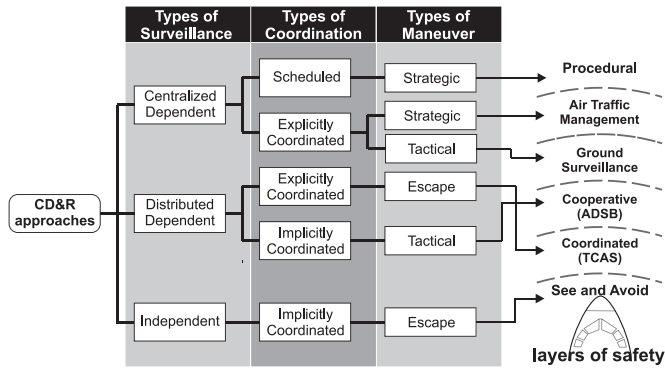 Types of
Surveillance
Types of
Coordination
Types of
Maneuver
CD&R
approaches
Centralized
Dependent
Scheduled
Strategic
Procedural
Explicitly
Coordinated
Strategic
Air Traffic
Management
Tactical
Ground
Surveillance
Distributed
Dependent
Explicitly
Coordinated
Escape
Cooperative
(ADSB)
Implicitly
Coordinated
Tactical
Coordinated
(TCAS)
Independent
Implicitly
Coordinated
Escape
See and Avoid
layers of safety